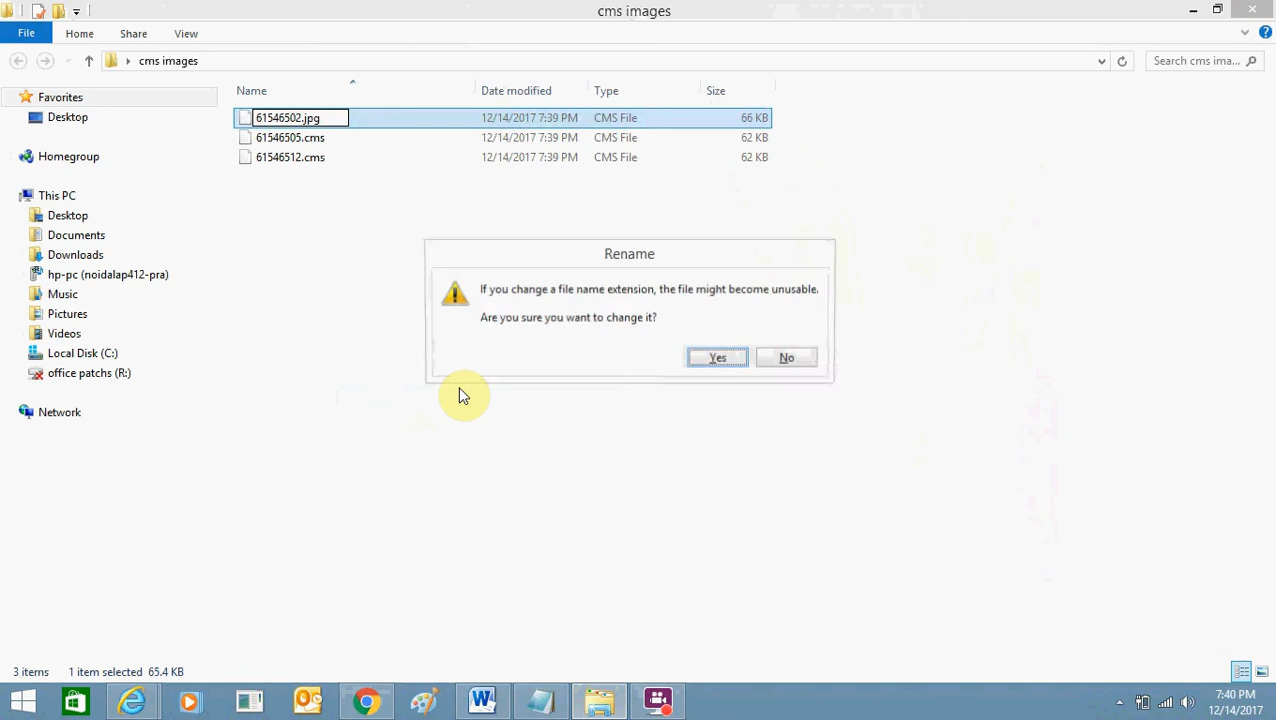 cms images
File Home Share View
cms images
Search cms ima...
Name Date modified Type Size
Favorites
Desktop
Homegroup
This PC
Desktop
Documents
Downloads
hp-pc (noidalap412-pra)
Music
Pictures
Videos
Local Disk (C:)
office patchs (R:)
Network
61546502.jpg 12/14/2017 7:39 PM CMS File 66 KB
61546505.cms 12/14/2017 7:39 PM CMS File 62 KB
61546512.cms 12/14/2017 7:39 PM CMS File 62 KB
Rename
If you change a file name extension, the file might become unusable.
Are you sure you want to change it?
Yes No
3 items 1 item selected 65.4 KB
7:40 PM
12/14/2017